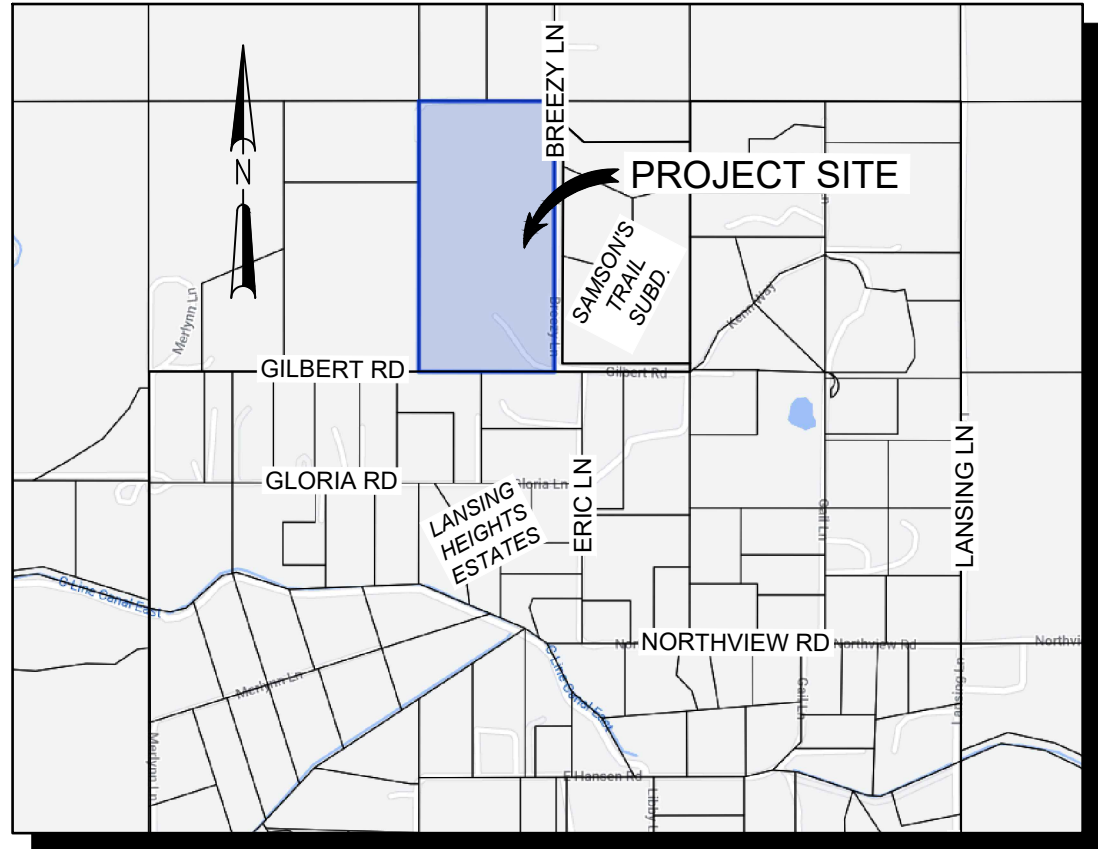 BREEZY LN
N
PROJECT SITE
Ln
SAMSON'S
TRAIL
SUBD.
Merlynn Ln
Breezy Ln
Kenn Way
GILBERT RD
Gilbert Rd
GLORIA RD
Gloria Ln
LANSING
HEIGHTS
ESTATES
ERIC LN
Gail Ln
LANSING LN
C Line Canal East
NORTHVIEW RD
Northview Rd
C Line Canal East
Merlynn Ln
Gail Ln
Lansing Ln
Merlynn Ln
E Hansen Rd